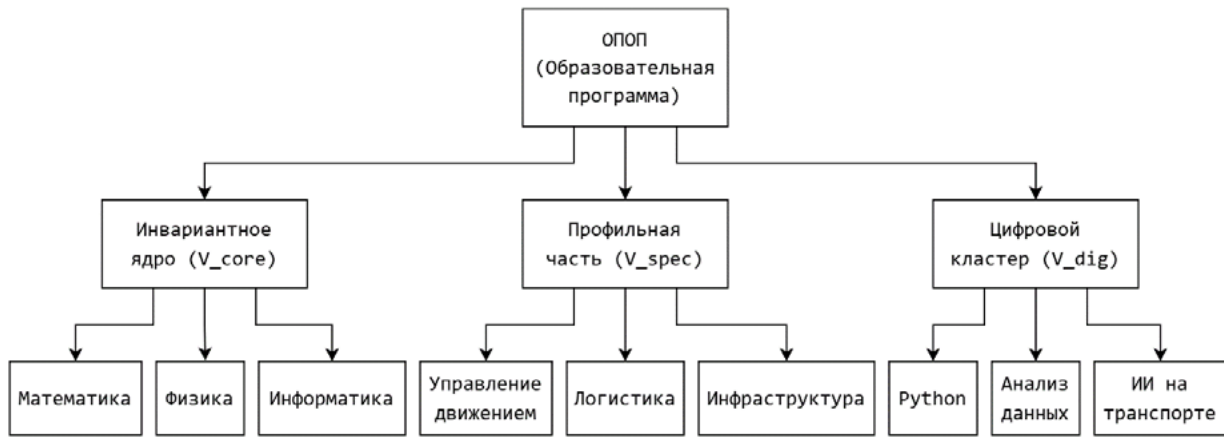 ОПОП
(Образовательная
программа)
Инвариантное
ядро (V_core)
Профильная
часть (V_spec)
Цифровой
кластер (V_dig)
Математика
Физика
Информатика
Управление
движением
Логистика
Инфраструктура
Python
Анализ
данных
ИИ на
транспорте